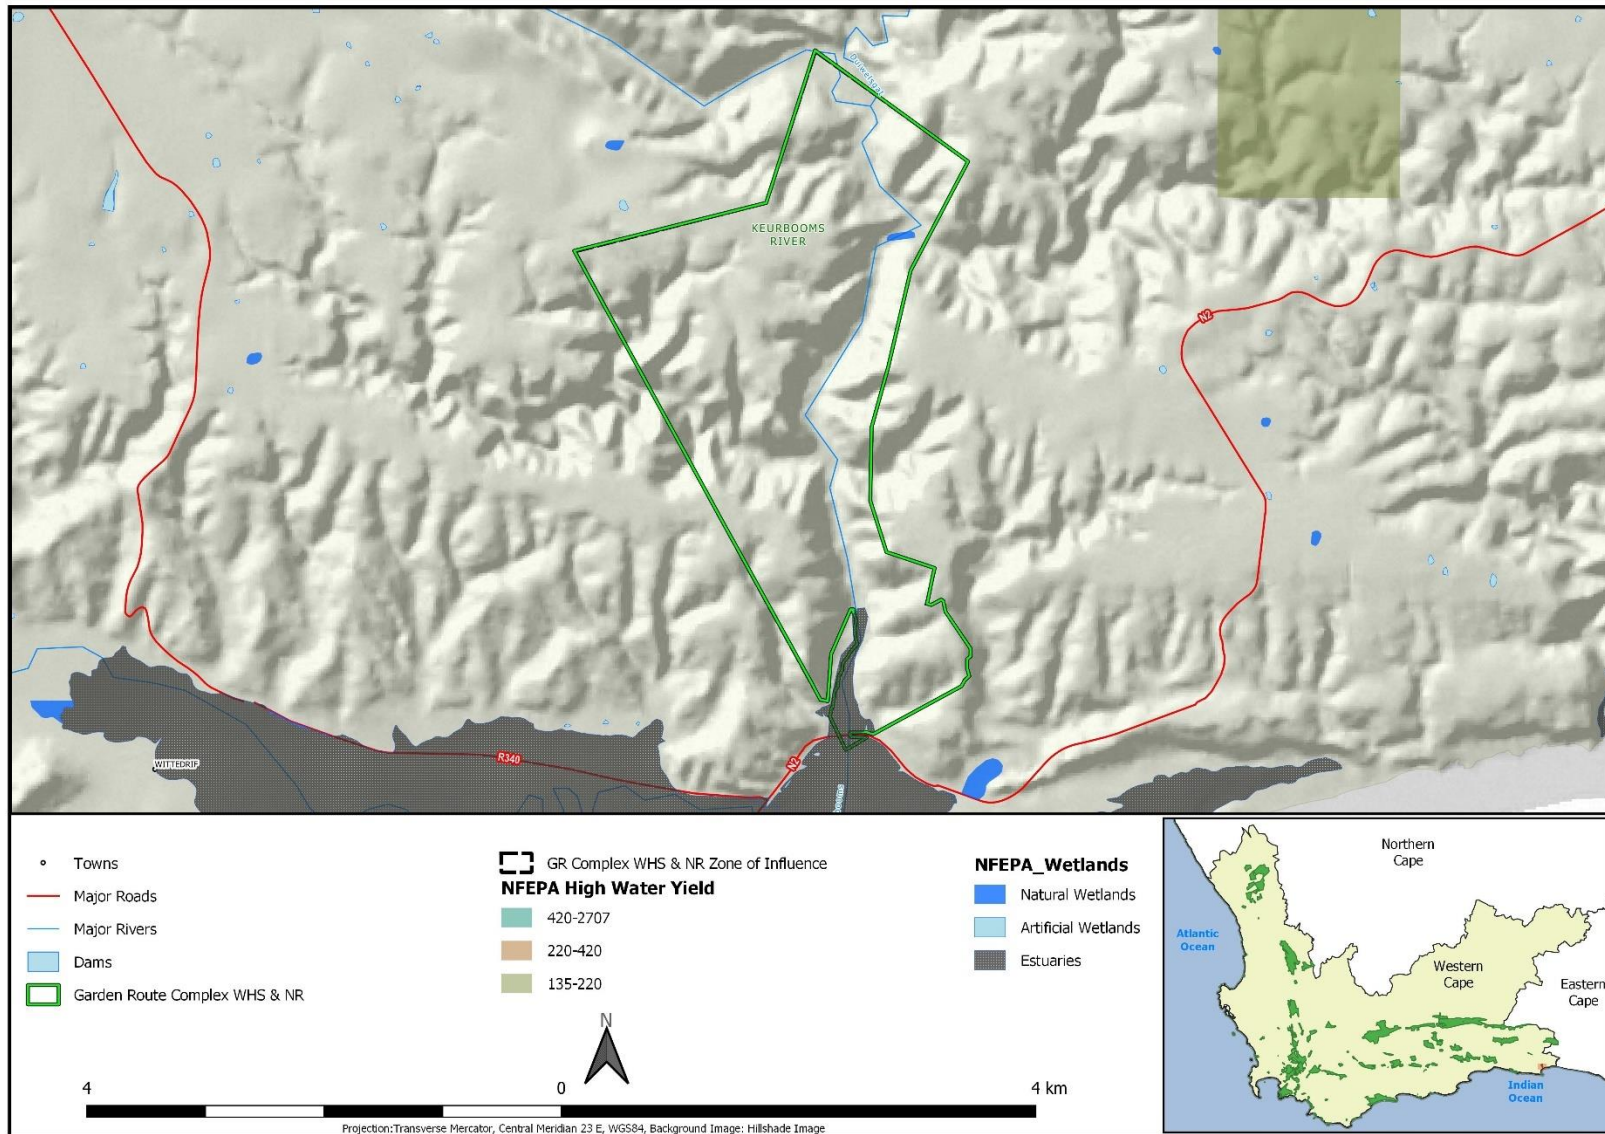 Duiwelsgat
KEURBOOMS
RIVER
N2
WITTEDRIF
R340
N2
booms
Towns
Major Roads
Major Rivers
Dams
Garden Route Complex WHS & NR
GR Complex WHS & NR Zone of Influence
NFEPA High Water Yield
420-2707
220-420
135-220
NFEPA_Wetlands
Natural Wetlands
Artificial Wetlands
Estuaries
N
4
0
4 km
Projection:Transverse Mercator, Central Meridian 23 E, WGS84, Background Image: Hillshade Image
Northern
Cape
Atlantic
Ocean
Western
Cape
Eastern
Cape
Indian
Ocean